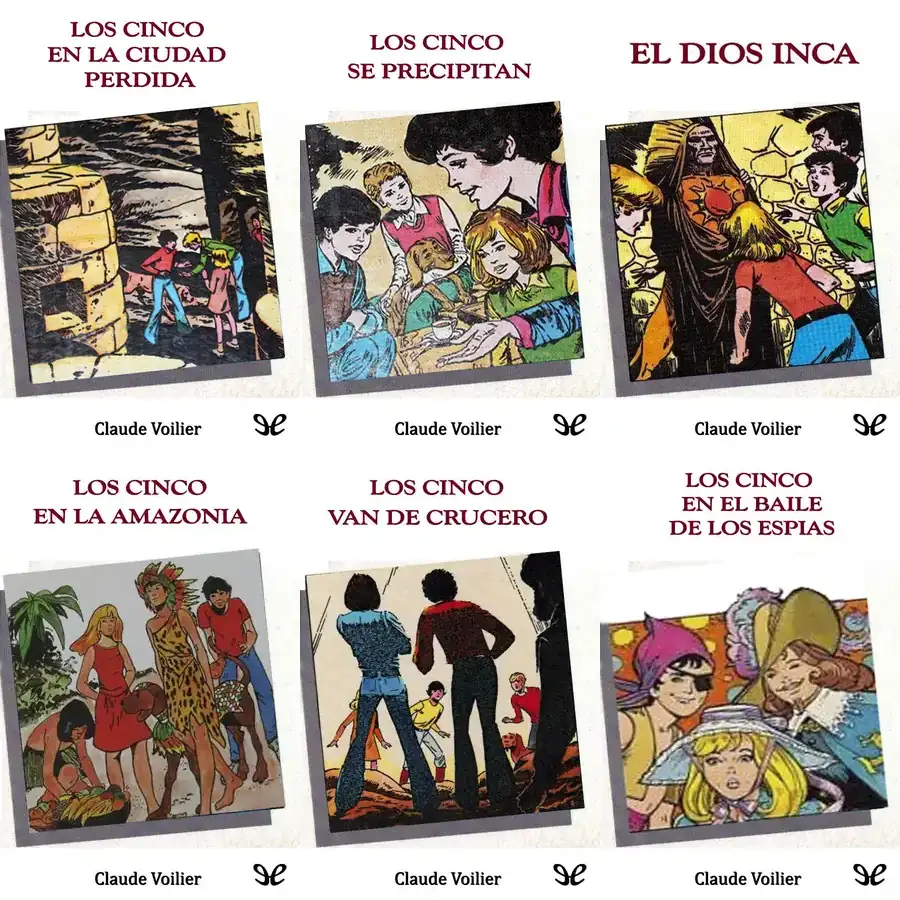 LOS CINCO
EN LA CIUDAD
PERDIDA
LOS CINCO
SE PRECIPITAN
EL DIOS INCA
Claude Voilier
Claude Voilier
Claude Voilier
LOS CINCO
EN LA AMAZONIA
LOS CINCO
VAN DE CRUCERO
LOS CINCO
EN EL BAILE
DE LOS ESPIAS
Claude Voilier
Claude Voilier
Claude Voilier